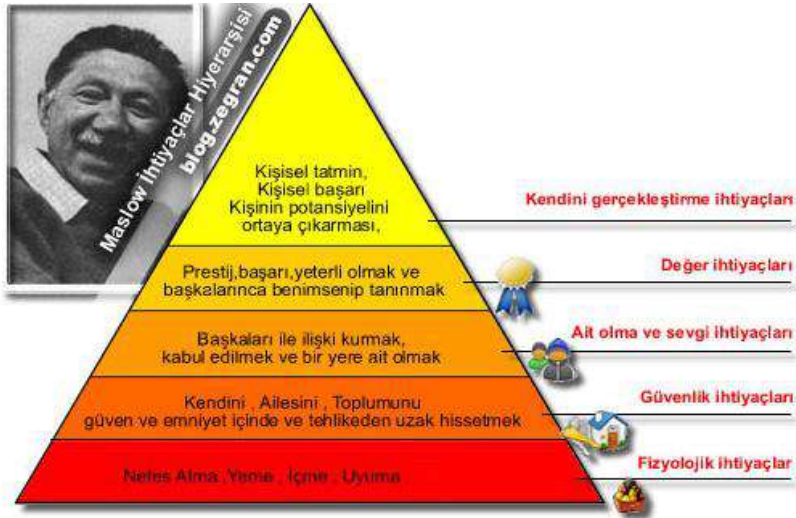 Maslow İhtiyaçlar Hiyerarşisi
blog.zegran.com
Kişisel tatmin,
Kişisel başarı
Kişinin potansiyelini
ortaya çıkarması,
Kendini gerçekleştirme ihtiyaçları
Prestij,başarı,yeterli olmak ve
başkalarınca benimsenip tanınmak
Değer ihtiyaçları
Başkaları ile ilişki kurmak,
kabul edilmek ve bir yere ait olmak
Ait olma ve sevgi ihtiyaçları
Kendini , Ailesini , Toplumunu
güven ve emniyet içinde ve tehlikeden uzak hissetmek
Güvenlik ihtiyaçları
Nefes Alma ,Yeme , İçme , Uyuma
Fizyolojik ihtiyaçlar